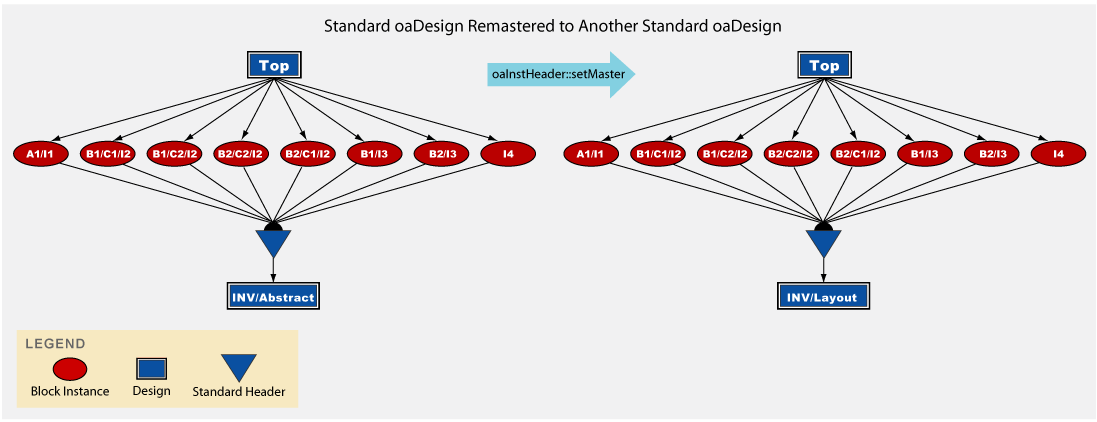 Standard oaDesign Remastered to Another Standard oaDesign
Top
oaInstHeader::setMaster
Top
A1/I1 B1/C1/I2 B1/C2/I2 B2/C2/I2 B2/C1/I2 B1/I3 B2/I3 I4
A1/I1 B1/C1/I2 B1/C2/I2 B2/C2/I2 B2/C1/I2 B1/I3 B2/I3 I4
INV/Abstract
INV/Layout
LEGEND
Block Instance
Design
Standard Header